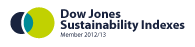 Dow Jones
Sustainability Indexes
Member 2012/13